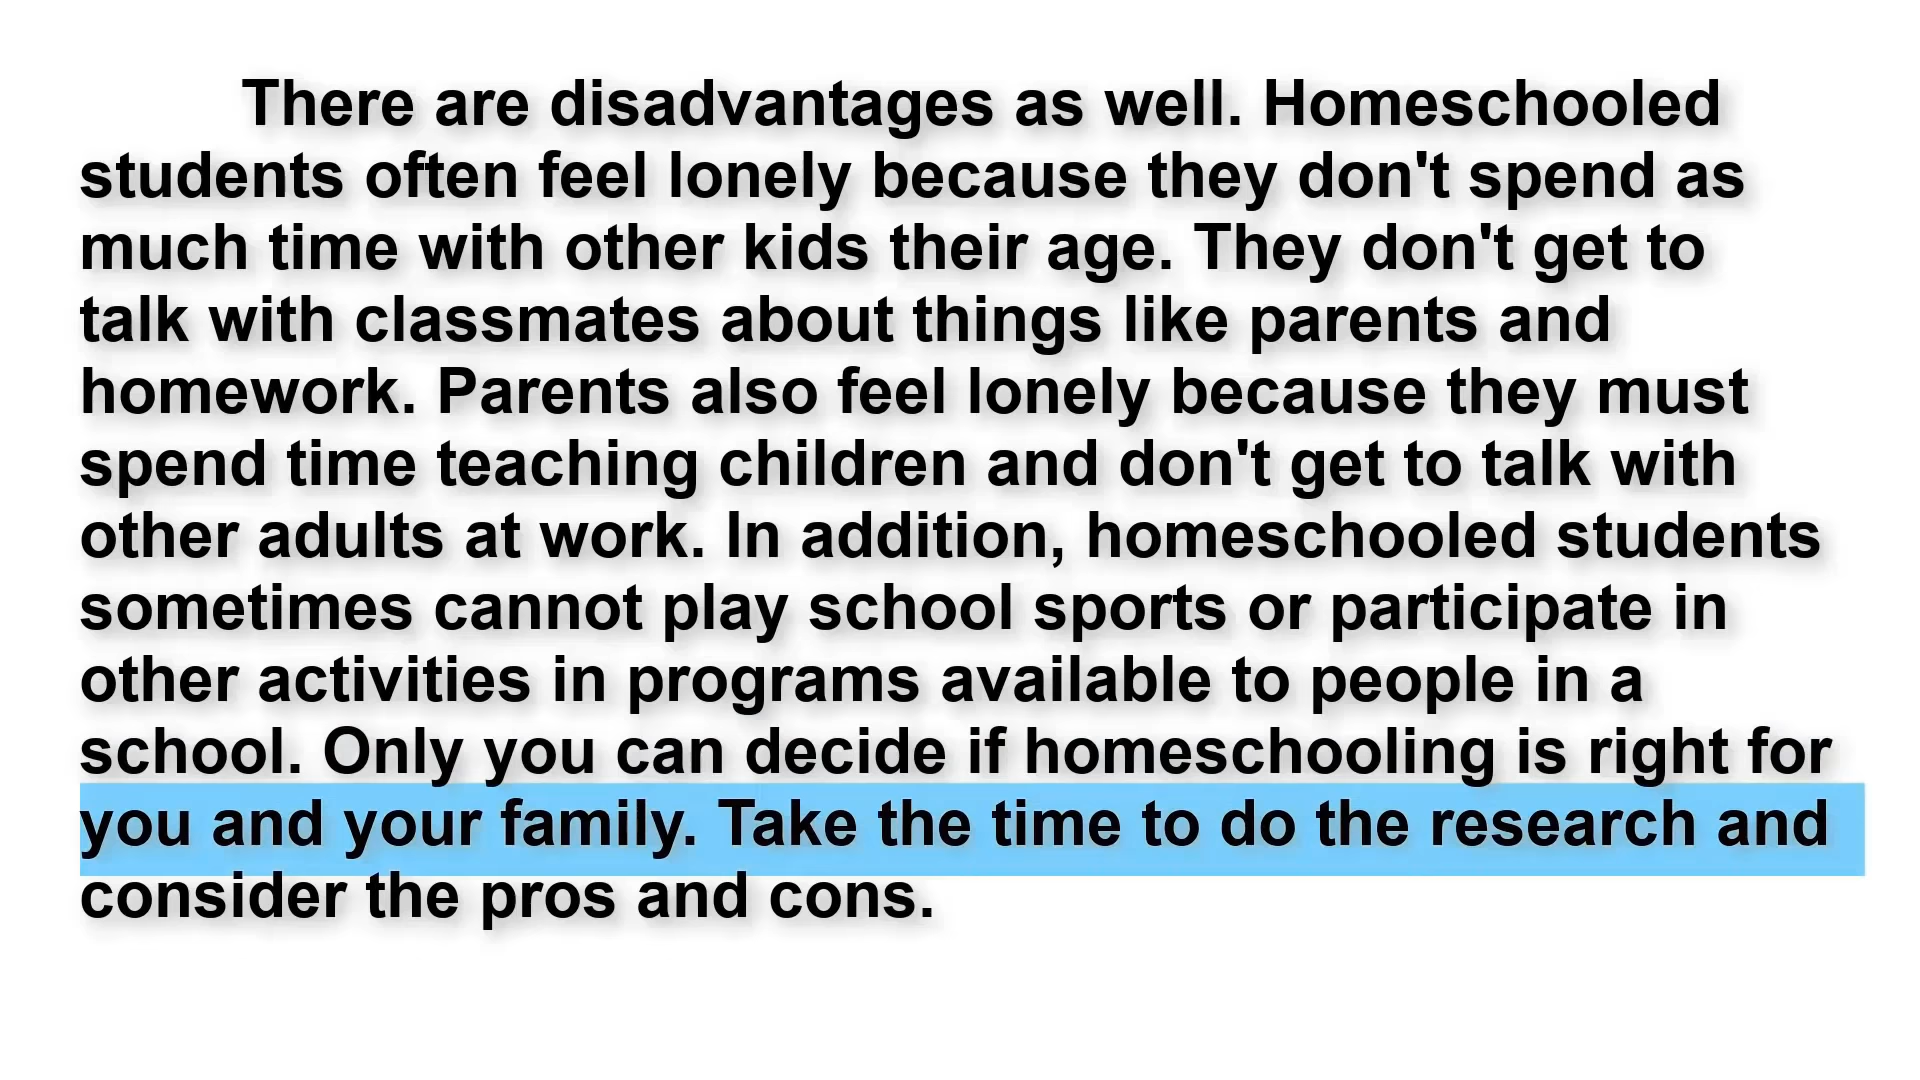 There are disadvantages as well. Homeschooled
students often feel lonely because they don't spend as
much time with other kids their age. They don't get to
talk with classmates about things like parents and
homework. Parents also feel lonely because they must
spend time teaching children and don't get to talk with
other adults at work. In addition, homeschooled students
sometimes cannot play school sports or participate in
other activities in programs available to people in a
school. Only you can decide if homeschooling is right for
you and your family. Take the time to do the research and
consider the pros and cons.